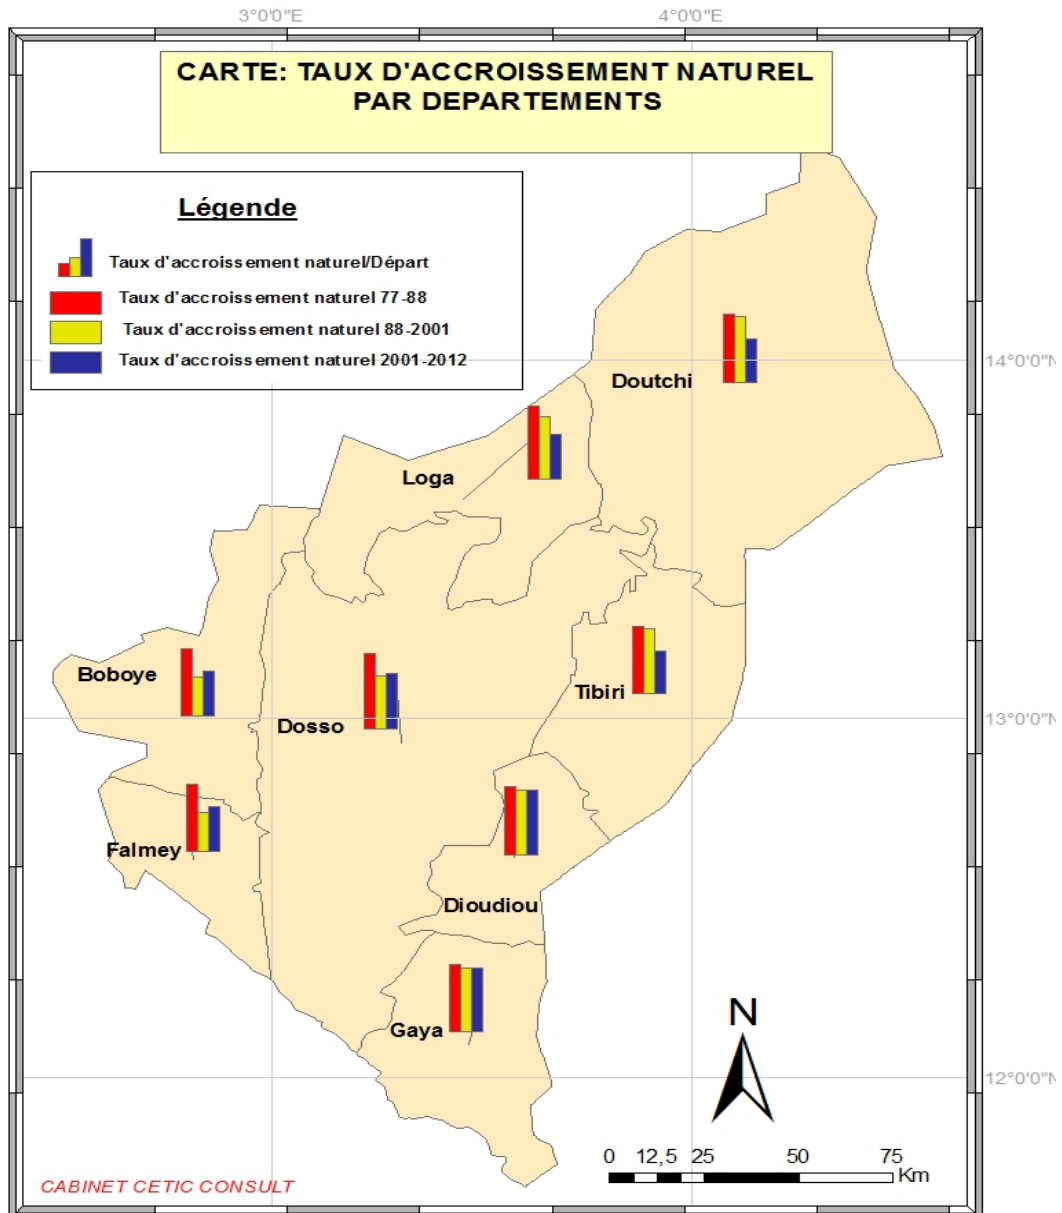 3°0'0"E
4°0'0"E
CARTE: TAUX D'ACCROISSEMENT NATUREL
PAR DEPARTEMENTS
Légende
Taux d'accroissement naturel/Départ
Taux d'accroissement naturel 77-88
Taux d'accroissement naturel 88-2001
Taux d'accroissement naturel 2001-2012
14°0'0"N
Doutchi
Loga
Boboye
Tibiri
Dosso
13°0'0"N
Falmey
Dioudiou
Gaya
N
12°0'0"N
0 12,5 25 50 75
Km
CABINET CETIC CONSULT